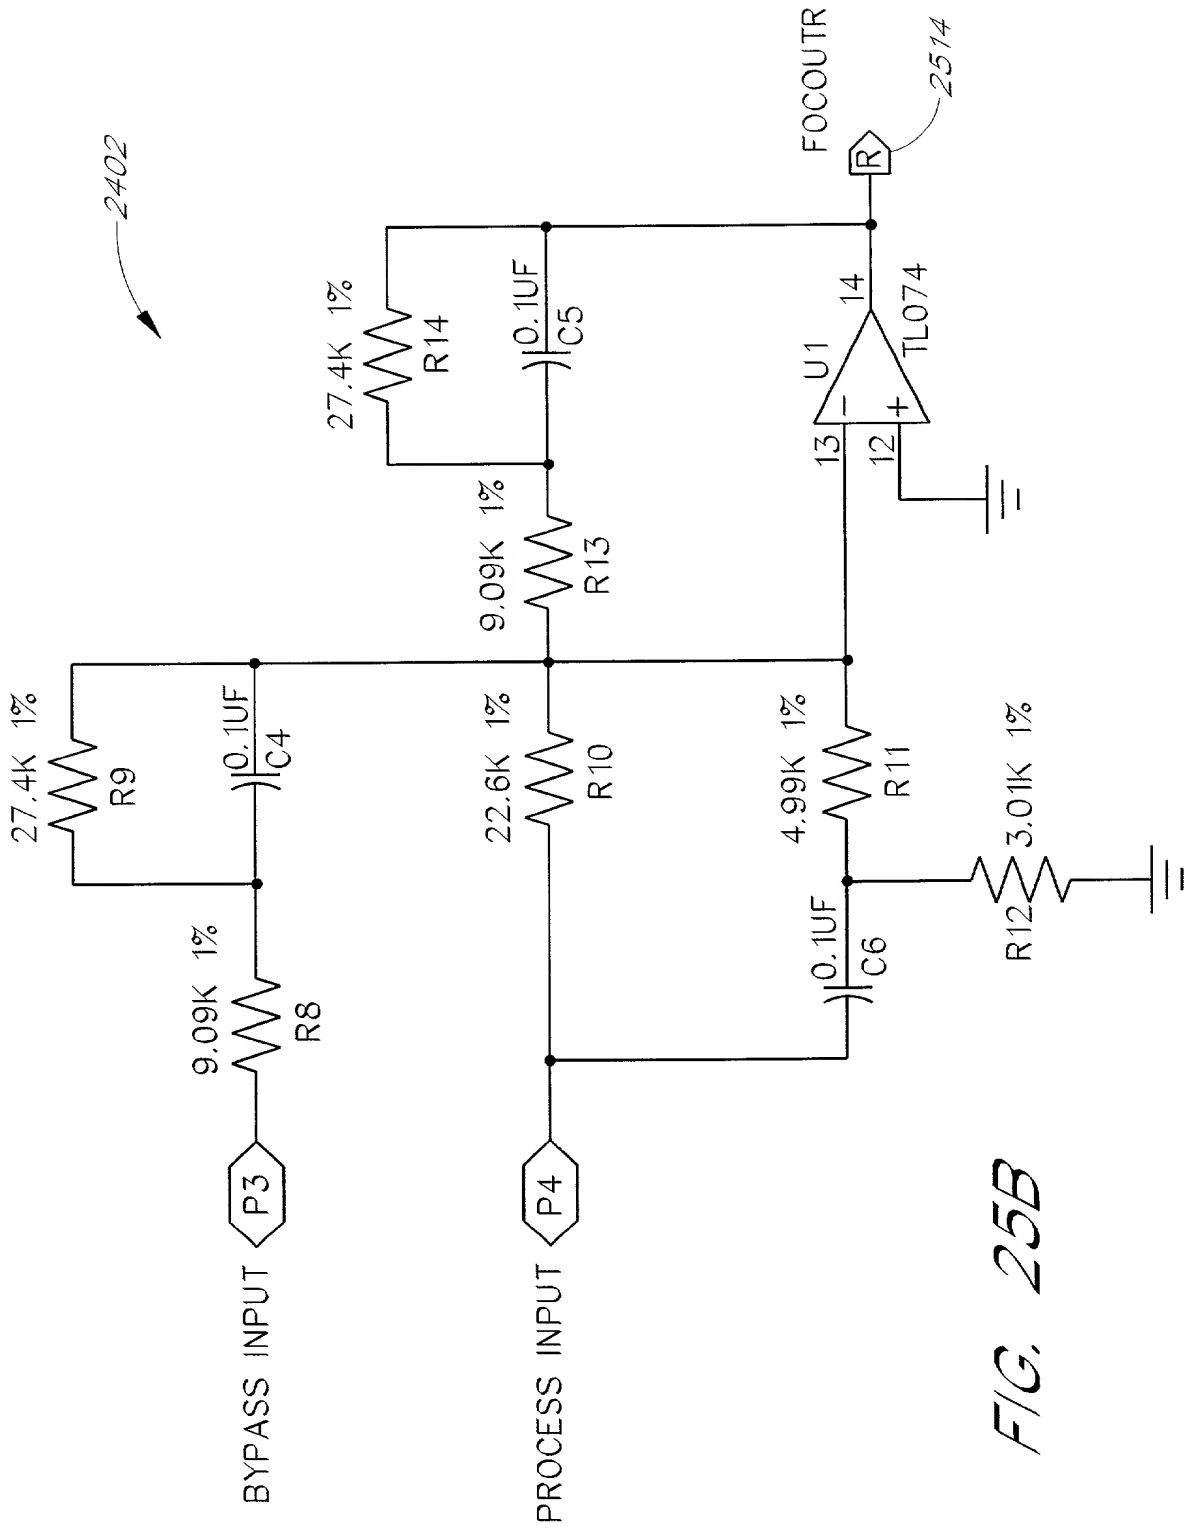 2402
27.4K 1%
R9
0.1UF
C4
9.09K 1%
R8
BYPASS INPUT
P3
27.4K 1%
R14
0.1UF
C5
9.09K 1%
R13
22.6K 1%
R10
PROCESS INPUT
P4
4.99K 1%
R11
0.1UF
C6
R12
3.01K 1%
13
12
-
+
U1
14
TL074
R
FOCOUTR
2514
FIG. 25B